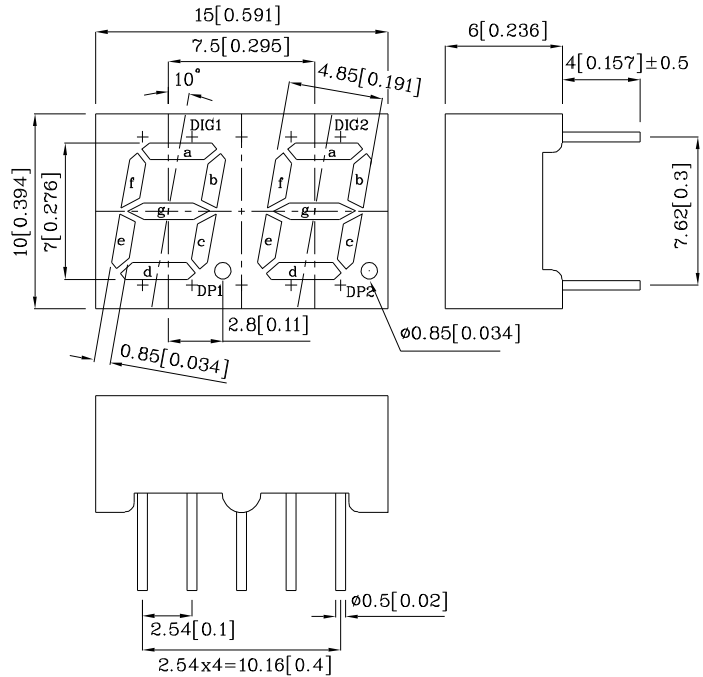 15[0.591]
7.5[0.295]
6[0.236]
4[0.157]±0.5
10°
4.85[0.191]
DIG1
DIG2
a
a
f
b
f
b
10[0.394]
7[0.276]
7.62[0.3]
g
g
e
c
e
c
d
d
DP1
DP2
2.8[0.11]
ø0.85[0.034]
0.85[0.034]
ø0.5[0.02]
2.54[0.1]
2.54x4=10.16[0.4]